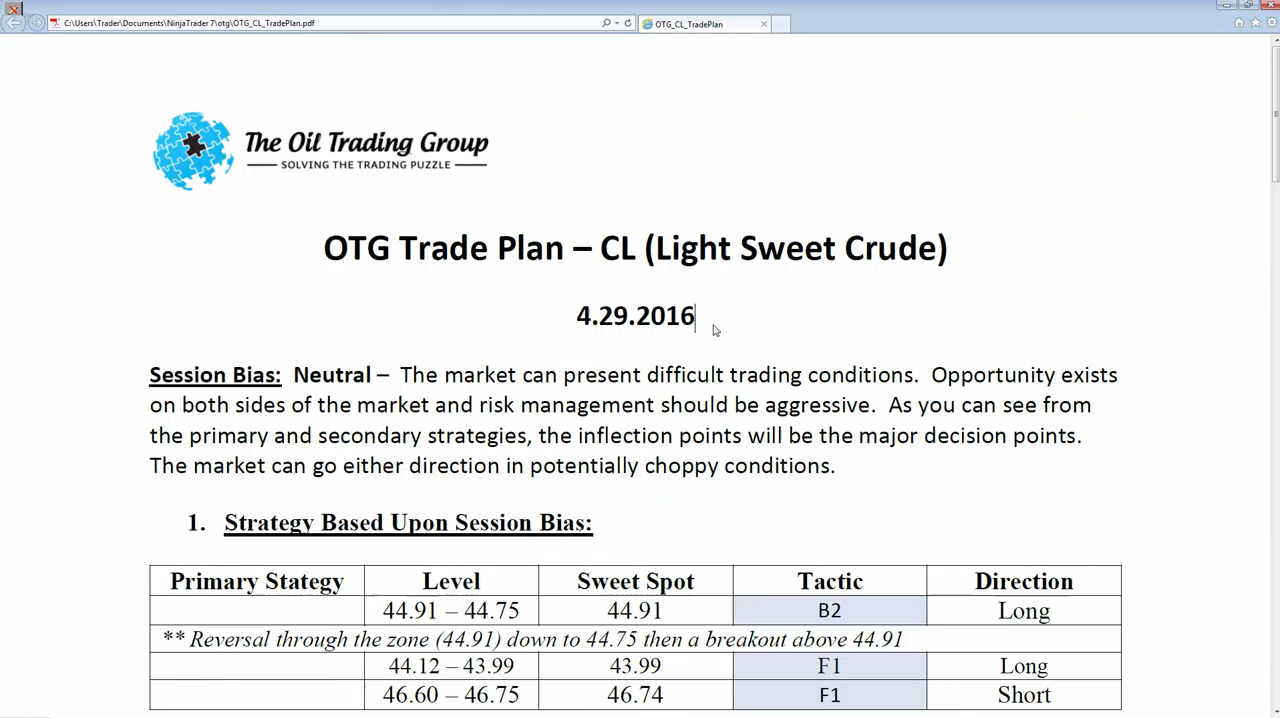 C:\Users\Trader\Documents\NinjaTrader 7\otg\OTG_CL_TradePlan.pdf
OTG_CL_TradePlan
The Oil Trading Group
SOLVING THE TRADING PUZZLE
OTG Trade Plan – CL (Light Sweet Crude)
4.29.2016
Session Bias: Neutral – The market can present difficult trading conditions. Opportunity exists
on both sides of the market and risk management should be aggressive. As you can see from
the primary and secondary strategies, the inflection points will be the major decision points.
The market can go either direction in potentially choppy conditions.
1. Strategy Based Upon Session Bias:
Primary Stategy Level Sweet Spot Tactic Direction
44.91 – 44.75 44.91 B2 Long
** Reversal through the zone (44.91) down to 44.75 then a breakout above 44.91
44.12 – 43.99 43.99 F1 Long
46.60 – 46.75 46.74 F1 Short